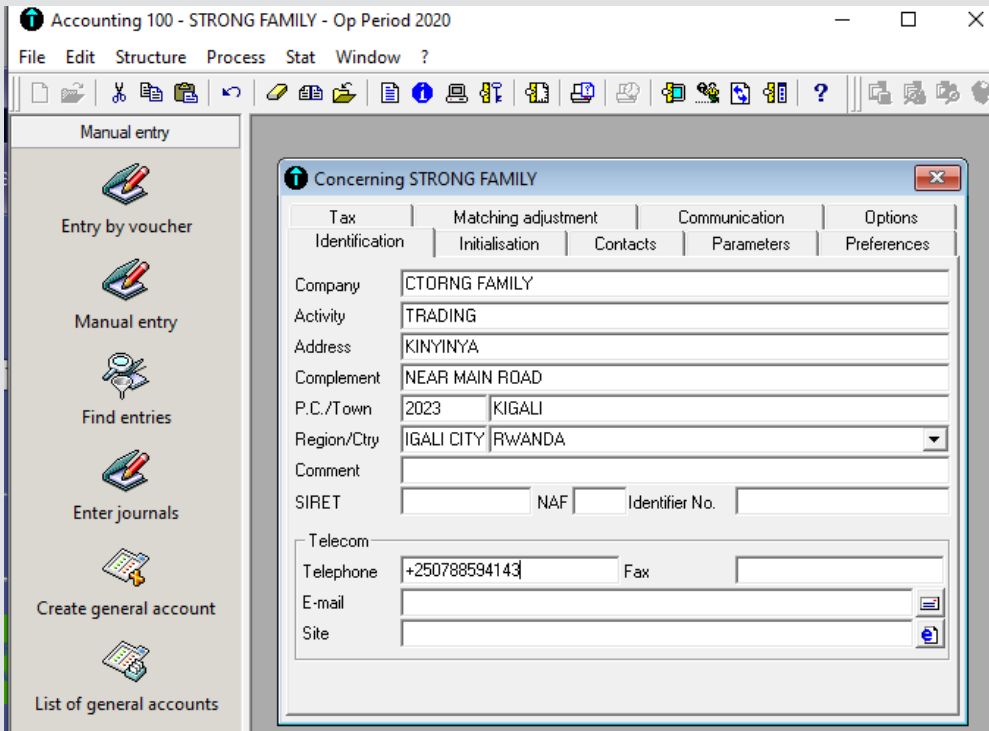 Accounting 100 - STRONG FAMILY - Op Period 2020
File Edit Structure Process Stat Window ?
Manual entry
Entry by voucher
Manual entry
Find entries
Enter journals
Create general account
List of general accounts
Concerning STRONG FAMILY
Tax Matching adjustment Communication Options
Identification Initialisation Contacts Parameters Preferences
Company CTORNG FAMILY
Activity TRADING
Address KINYINYA
Complement NEAR MAIN ROAD
P.C./Town 2023 KIGALI
Region/Ctry IGALI CITY RWANDA
Comment
SIRET NAF Identifier No.
Telecom
Telephone +250788594143 Fax
E-mail
Site